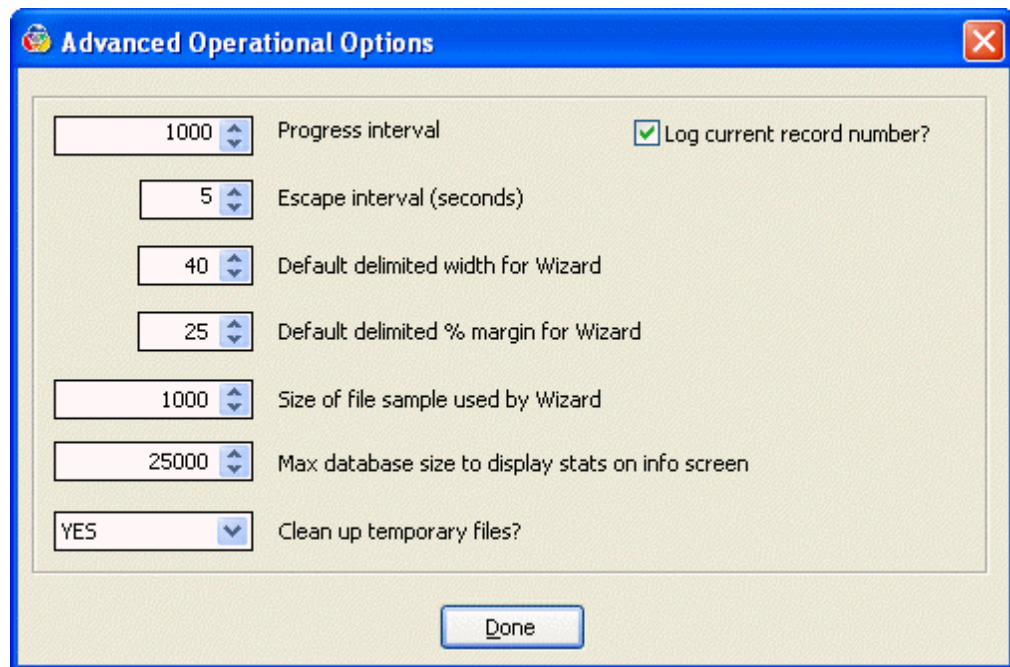 Advanced Operational Options
1000 Progress interval Log current record number?
5 Escape interval (seconds)
40 Default delimited width for Wizard
25 Default delimited % margin for Wizard
1000 Size of file sample used by Wizard
25000 Max database size to display stats on info screen
YES Clean up temporary files?
Done